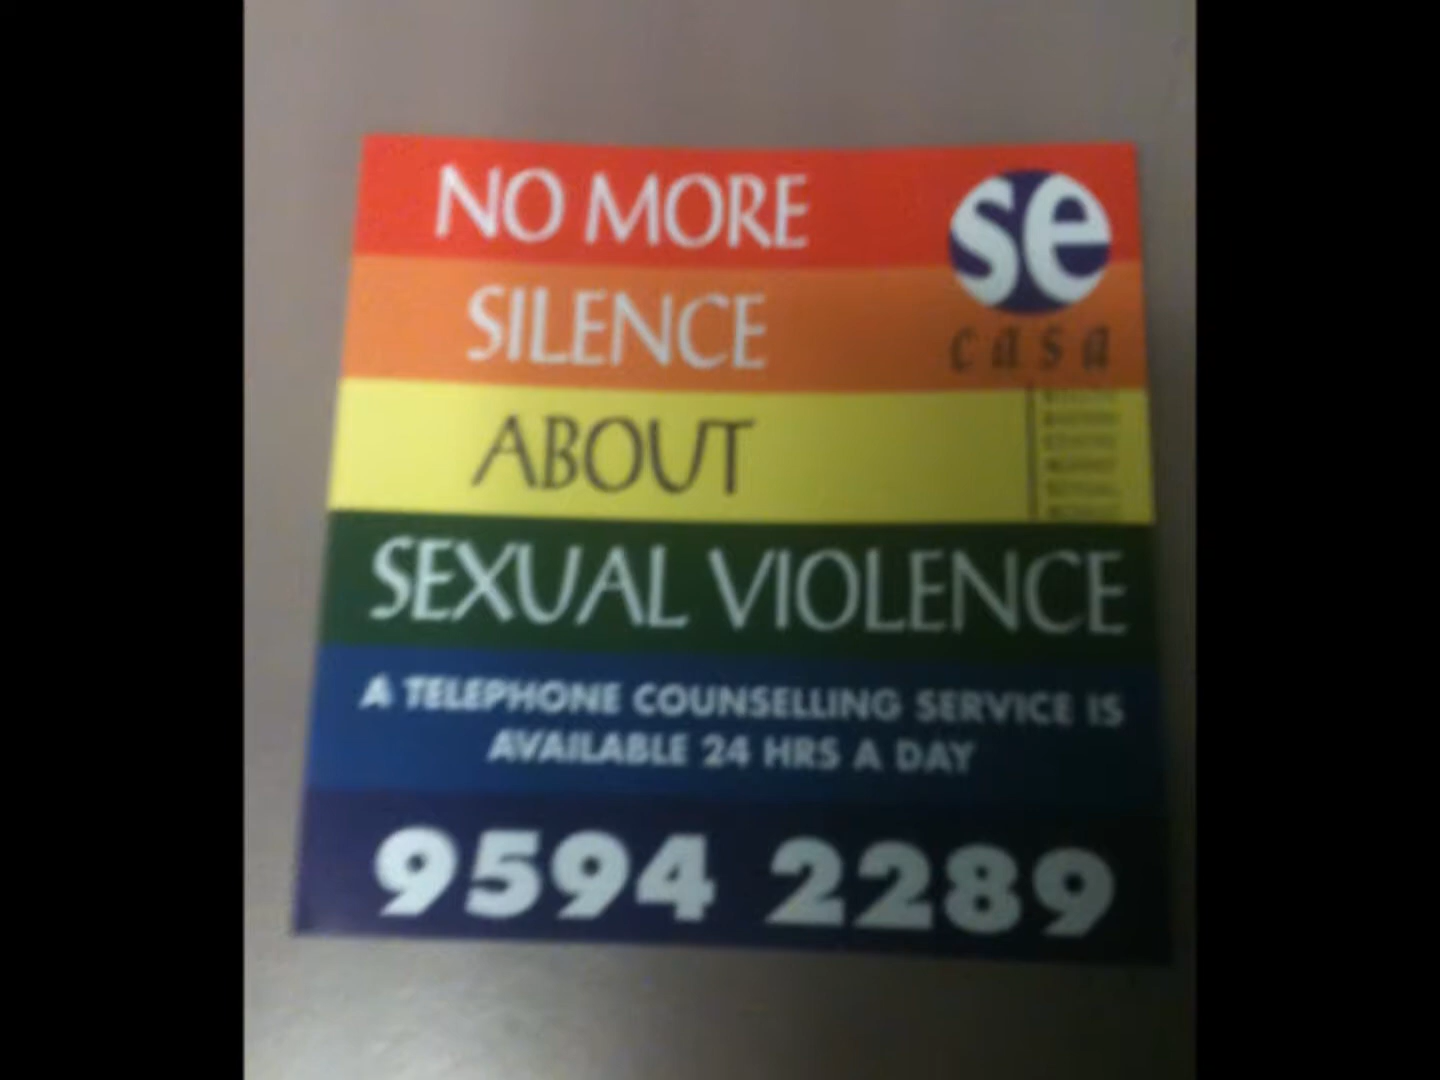 NO MORE
SILENCE
ABOUT
SEXUAL VIOLENCE
A TELEPHONE COUNSELLING SERVICE IS
AVAILABLE 24 HRS A DAY
9594 2289
se
casa